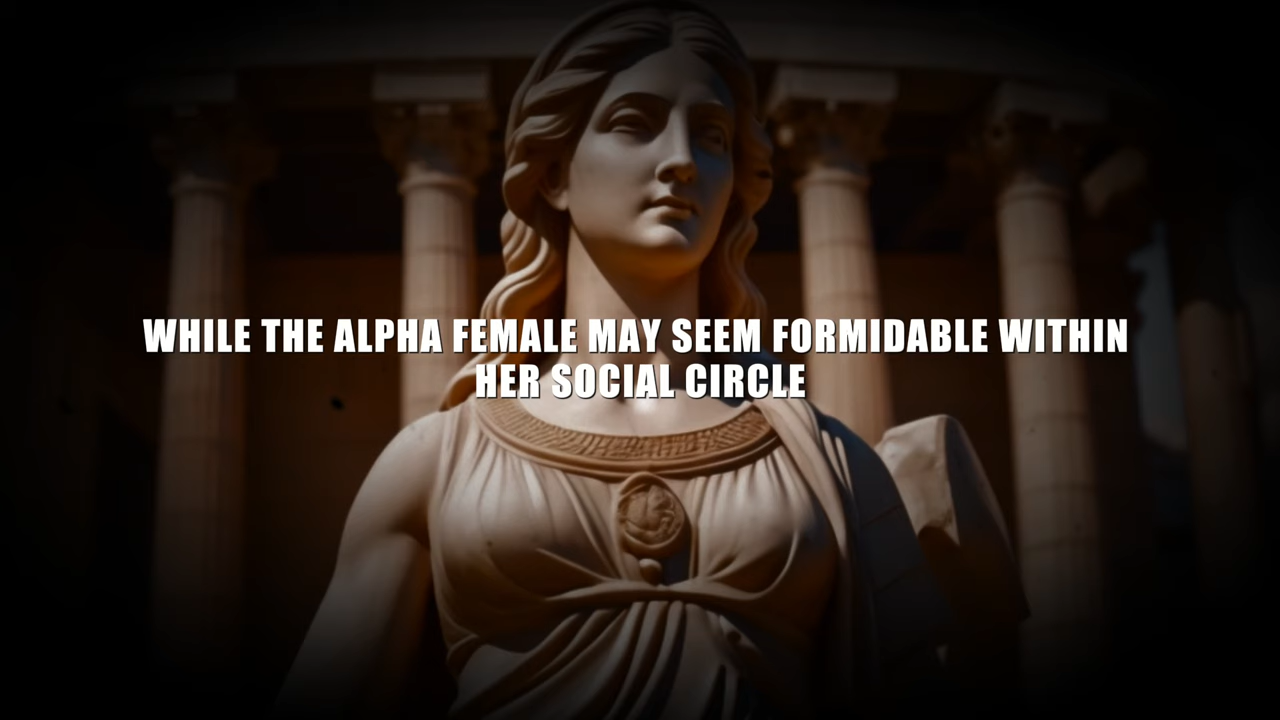 WHILE THE ALPHA FEMALE MAY SEEM FORMIDABLE WITHIN
HER SOCIAL CIRCLE